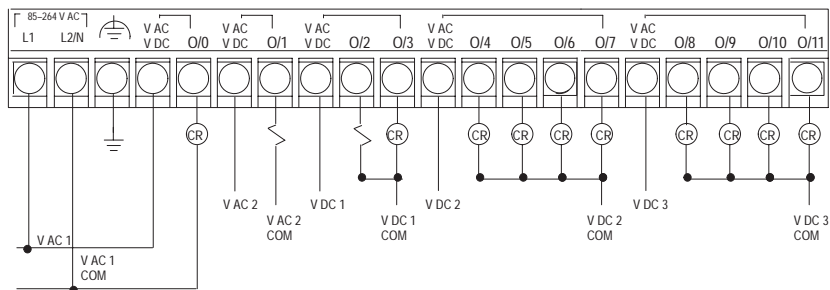 85–264 V AC
L1 L2/N V AC V DC O/0 V AC V DC O/1 V AC V DC O/2 O/3 V AC V DC O/4 O/5 O/6 O/7 V AC V DC O/8 O/9 O/10 O/11
CR CR CR CR CR CR CR CR CR CR
V AC 2 V DC 1 V DC 2 V DC 3
V AC 2 COM
V DC 1 COM
V DC 2 COM
V DC 3 COM
V AC 1
V AC 1 COM